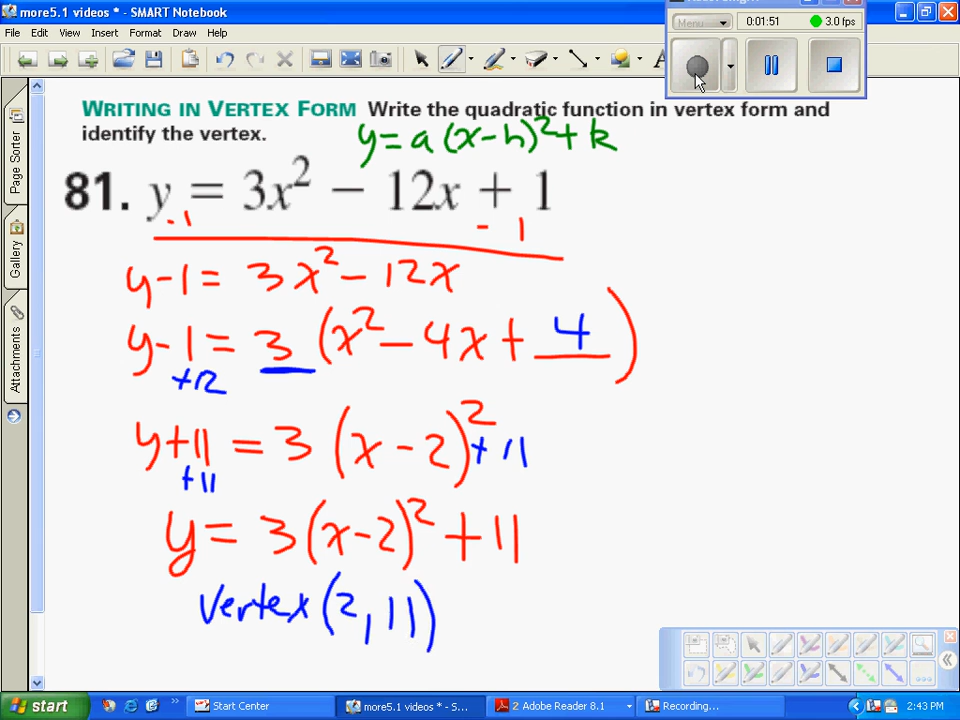 more5.1 videos * - SMART Notebook
File Edit View Insert Format Draw Help
Menu 0:01:51 3.0 fps
Page Sorter
Gallery
Attachments
WRITING IN VERTEX FORM Write the quadratic function in vertex form and
identify the vertex.
y = a(x-h)² + k
81. y = 3x² − 12x + 1
-1 - 1
y-1 = 3x² - 12x
y-1 = 3 (x² - 4x + 4)
+12
y+11 = 3 (x - 2)² + 11
+11
y = 3(x-2)² + 11
vertex (2, 11)
start Start Center more5.1 videos * - S... 2 Adobe Reader 8.1 Recording... 2:43 PM